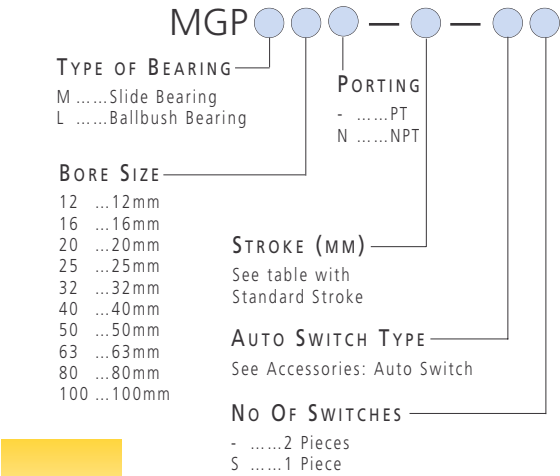 MGP — —
TYPE OF BEARING
M ......Slide Bearing
L ......Ballbush Bearing
PORTING
- ......PT
N ......NPT
BORE SIZE
12 ...12mm
16 ...16mm
20 ...20mm
25 ...25mm
32 ...32mm
40 ...40mm
50 ...50mm
63 ...63mm
80 ...80mm
100 ...100mm
STROKE (MM)
See table with
Standard Stroke
AUTO SWITCH TYPE
See Accessories: Auto Switch
NO OF SWITCHES
- ......2 Pieces
S ......1 Piece